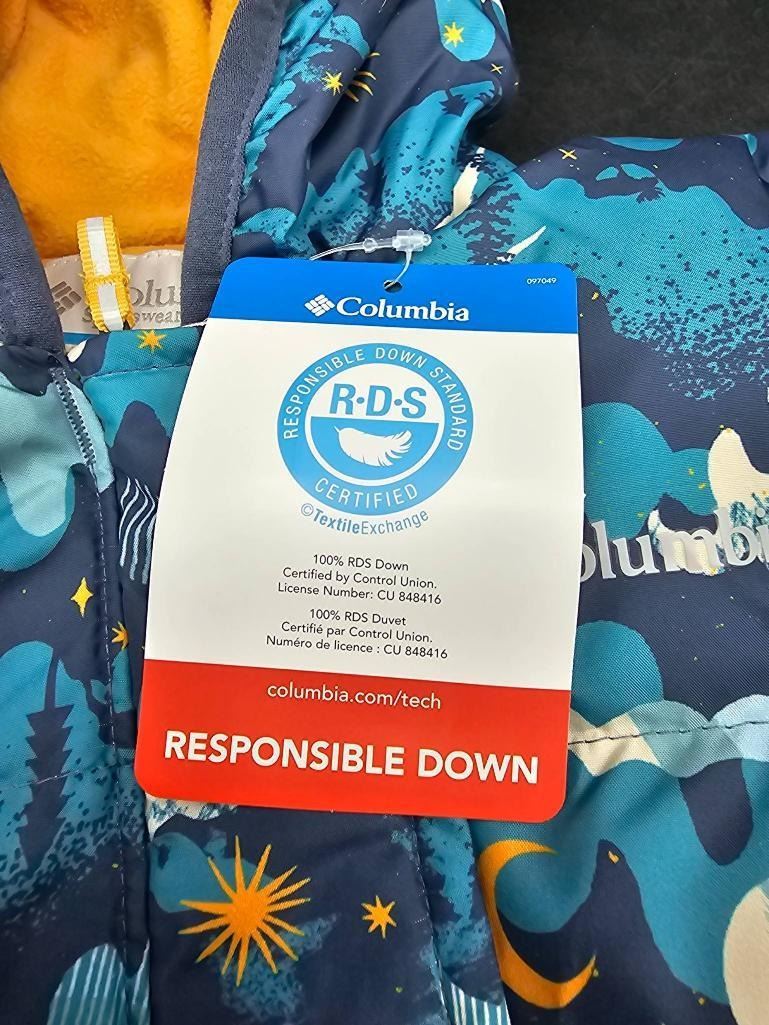 Columbia
097049
RESPONSIBLE DOWN STANDARD
R·D·S
CERTIFIED
©TextileExchange
100% RDS Down
Certified by Control Union.
License Number: CU 848416
100% RDS Duvet
Certifié par Control Union.
Numéro de licence : CU 848416
columbia.com/tech
RESPONSIBLE DOWN